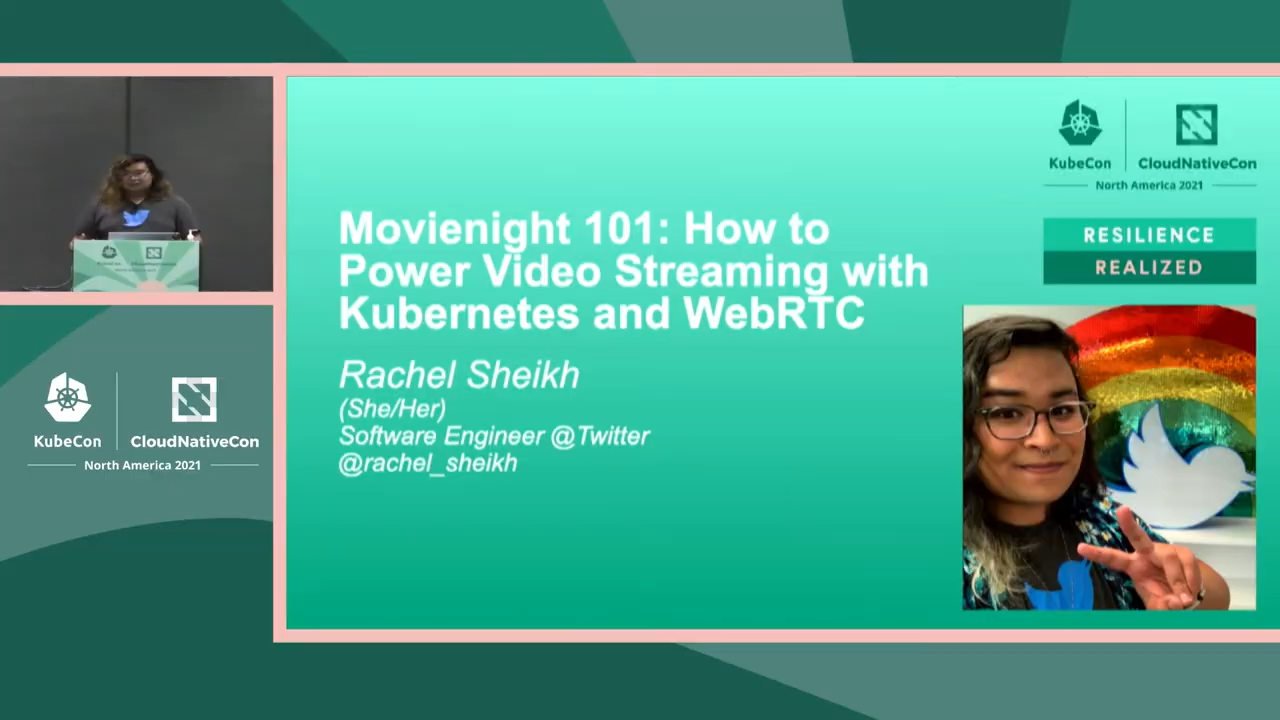 KubeCon
CloudNativeCon
North America 2021
RESILIENCE
REALIZED
Movienight 101: How to
Power Video Streaming with
Kubernetes and WebRTC
Rachel Sheikh
(She/Her)
Software Engineer @Twitter
@rachel_sheikh
KubeCon
CloudNativeCon
North America 2021